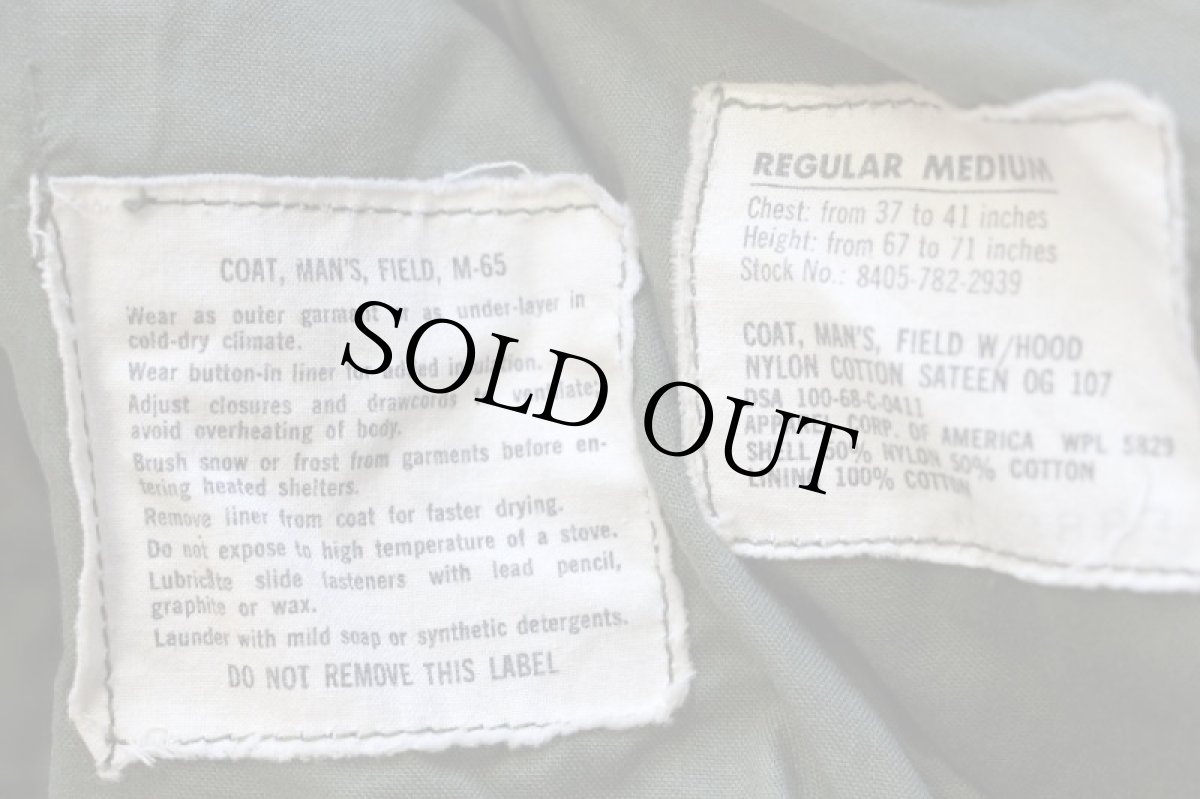 COAT, MAN'S, FIELD, M-65
Wear as outer garment or as under-layer in
cold-dry climate.
Wear button-in liner for added insulation.
Adjust closures and drawcords to ventilate;
avoid overheating of body.
Brush snow or frost from garments before en-
tering heated shelters.
Remove liner from coat for faster drying.
Do not expose to high temperature of a stove.
Lubricate slide fasteners with lead pencil,
graphite or wax.
Launder with mild soap or synthetic detergents.
DO NOT REMOVE THIS LABEL
REGULAR MEDIUM
Chest: from 37 to 41 inches
Height: from 67 to 71 inches
Stock No.: 8405-782-2939
COAT, MAN'S, FIELD W/HOOD
NYLON COTTON SATEEN OG 107
DSA 100-68-C-0411
APPAREL CORP. OF AMERICA WPL 5829
SHELL 50% NYLON 50% COTTON
LINING 100% COTTON
SOLD OUT